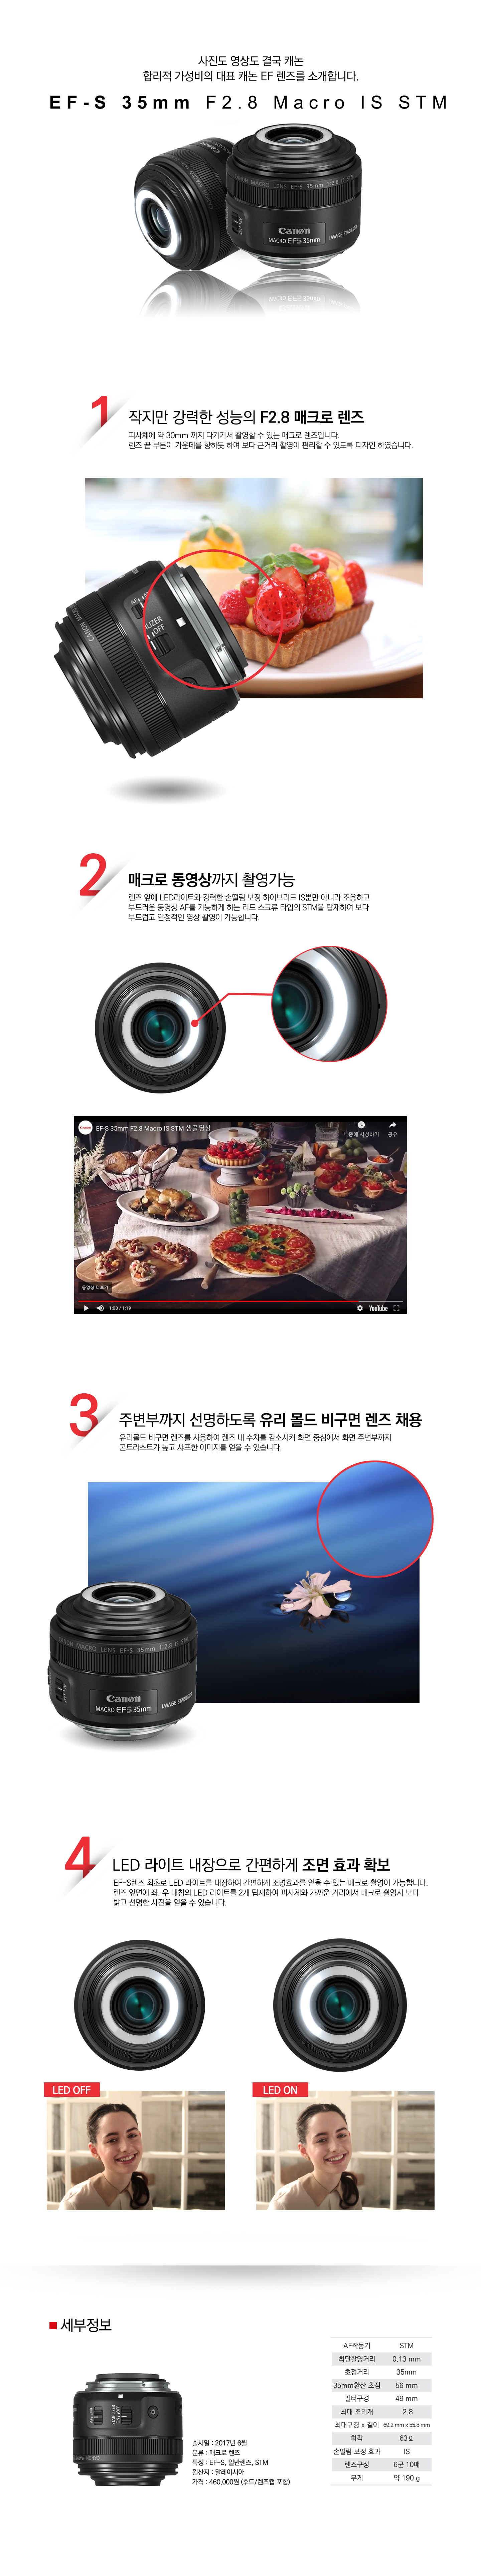 사진도 영상도 결국 캐논
합리적 가성비의 대표 캐논 EF 렌즈를 소개합니다.
EF-S 35mm F2.8 Macro IS STM
CANON MACRO LENS EF-S 35mm 1:2.8 IS STM
Canon
MACRO EFS 35mm
IMAGE STABILIZER
1 작지만 강력한 성능의 F2.8 매크로 렌즈
피사체에 약 30mm 까지 다가가서 촬영할 수 있는 매크로 렌즈입니다.
렌즈 끝 부분이 가운데를 향하듯 하여 보다 근거리 촬영이 편리할 수 있도록 디자인 하였습니다.
2 매크로 동영상까지 촬영가능
렌즈 앞에 LED라이트와 강력한 손떨림 보정 하이브리드 IS뿐만 아니라 조용하고
부드러운 동영상 AF를 가능하게 하는 리드 스크류 타입의 STM을 탑재하여 보다
부드럽고 안정적인 영상 촬영이 가능합니다.
Canon EF-S 35mm F2.8 Macro IS STM 샘플영상
나중에 시청하기 공유
동영상 더보기
1:08 / 1:19 YouTube
3 주변부까지 선명하도록 유리 몰드 비구면 렌즈 채용
유리몰드 비구면 렌즈를 사용하여 렌즈 내 수차를 감소시켜 화면 중심에서 화면 주변부까지
콘트라스트가 높고 샤프한 이미지를 얻을 수 있습니다.
CANON MACRO LENS EF-S 35mm 1:2.8 IS STM
Canon
MACRO EFS 35mm
IMAGE STABILIZER
4 LED 라이트 내장으로 간편하게 조면 효과 확보
EF-S렌즈 최초로 LED 라이트를 내장하여 간편하게 조명효과를 얻을 수 있는 매크로 촬영이 가능합니다.
렌즈 앞면에 좌, 우 대칭의 LED 라이트를 2개 탑재하여 피사체와 가까운 거리에서 매크로 촬영시 보다
밝고 선명한 사진을 얻을 수 있습니다.
LED OFF
LED ON
세부정보
출시일 : 2017년 6월
분류 : 매크로 렌즈
특징 : EF-S, 일반렌즈, STM
원산지 : 말레이시아
가격 : 460,000원 (후드/렌즈캡 포함)
AF작동기 STM
최단촬영거리 0.13 mm
초점거리 35mm
35mm환산 초점 56 mm
필터구경 49 mm
최대 조리개 2.8
최대구경 x 길이 69.2 mm x 55.8 mm
화각 63º
손떨림 보정 효과 IS
렌즈구성 6군 10매
무게 약 190 g